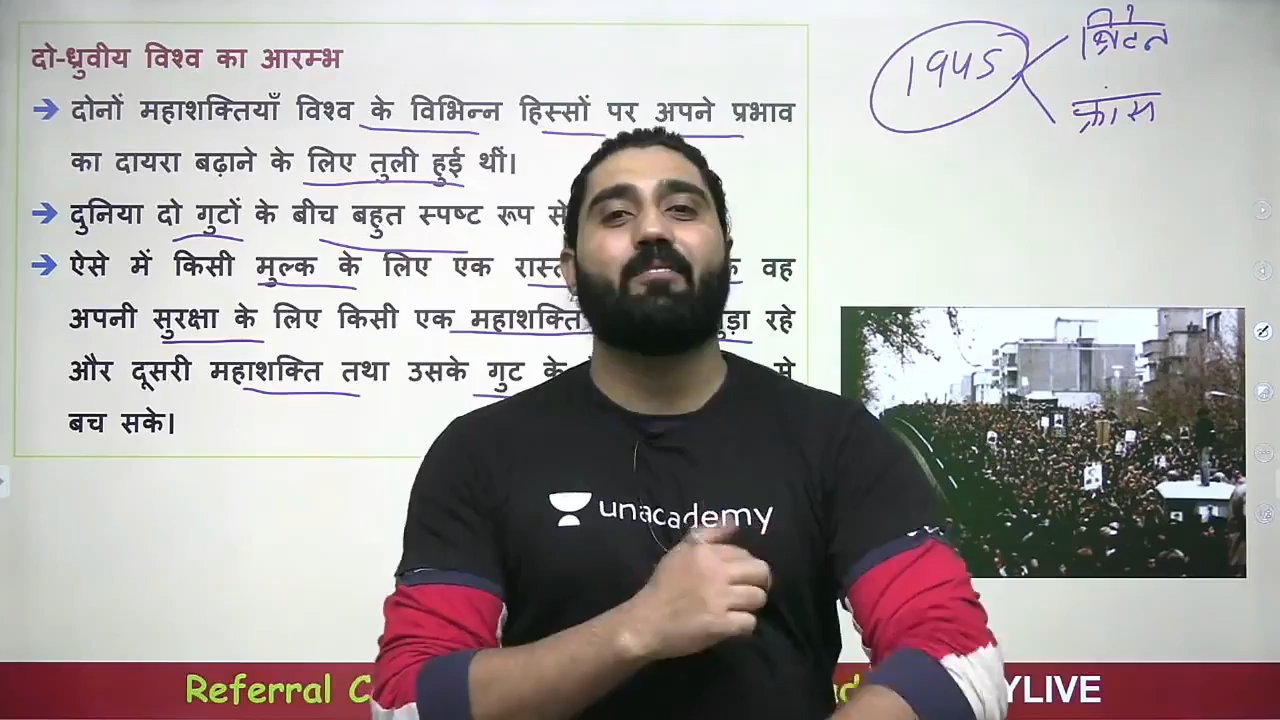 दो-ध्रुवीय विश्व का आरम्भ
→ दोनों महाशक्तियाँ विश्व के विभिन्न हिस्सों पर अपने प्रभाव
का दायरा बढ़ाने के लिए तुली हुई थीं।
→ दुनिया दो गुटों के बीच बहुत स्पष्ट रूप से
→ ऐसे में किसी मुल्क के लिए एक वह
अपनी सुरक्षा के लिए किसी एक महाशक्ति रहे
और दूसरी महाशक्ति तथा उसके गुट के से
बच सके।
1945
ब्रिटेन
फ्रांस
unacademy
Referral
YLIVE